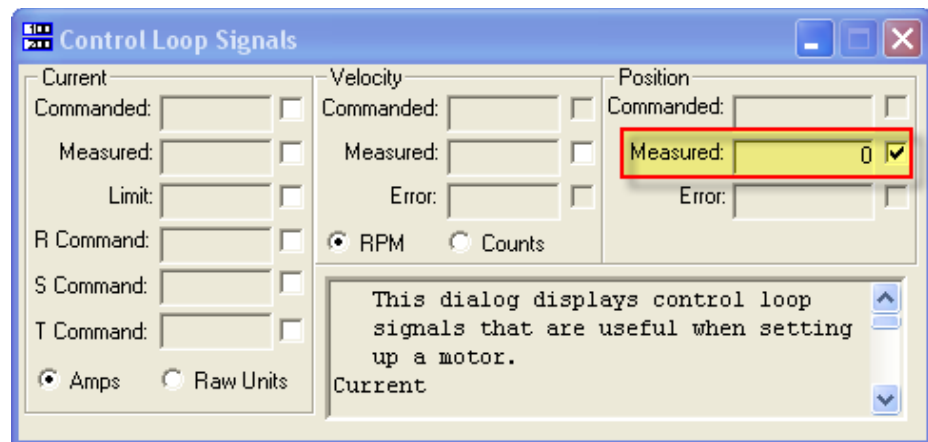 Control Loop Signals
Current
Commanded:
Measured:
Limit:
R Command:
S Command:
T Command:
Amps Raw Units
Velocity
Commanded:
Measured:
Error:
RPM Counts
Position
Commanded:
Measured: 0
Error:
This dialog displays control loop
signals that are useful when setting
up a motor.
Current